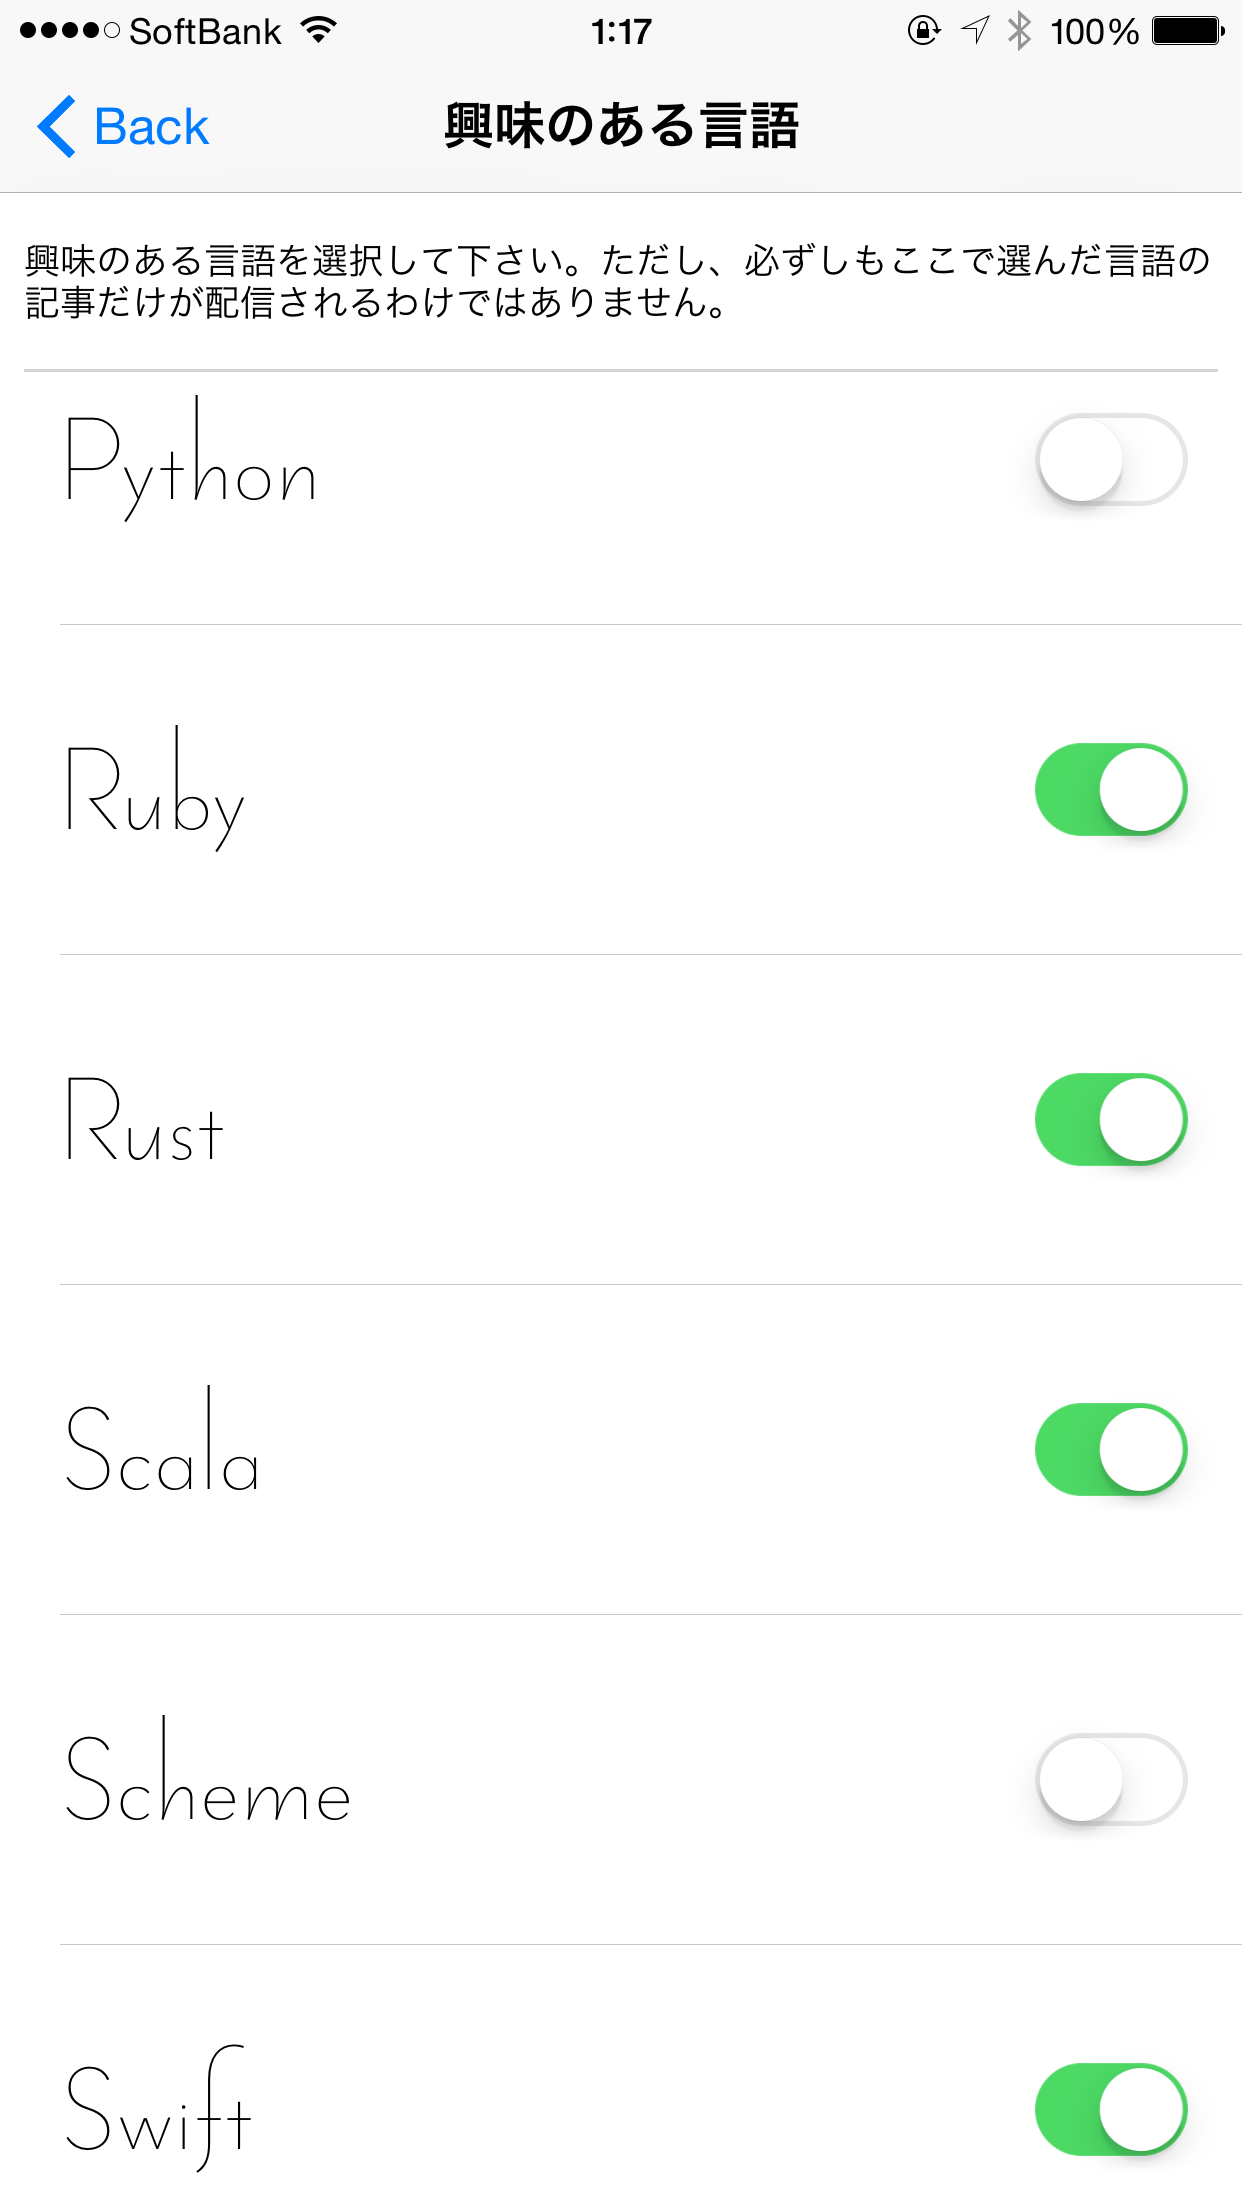 SoftBank 1:17 100%
Back 興味のある言語
興味のある言語を選択して下さい。ただし、必ずしもここで選んだ言語の
記事だけが配信されるわけではありません。
Python
Ruby
Rust
Scala
Scheme
Swift